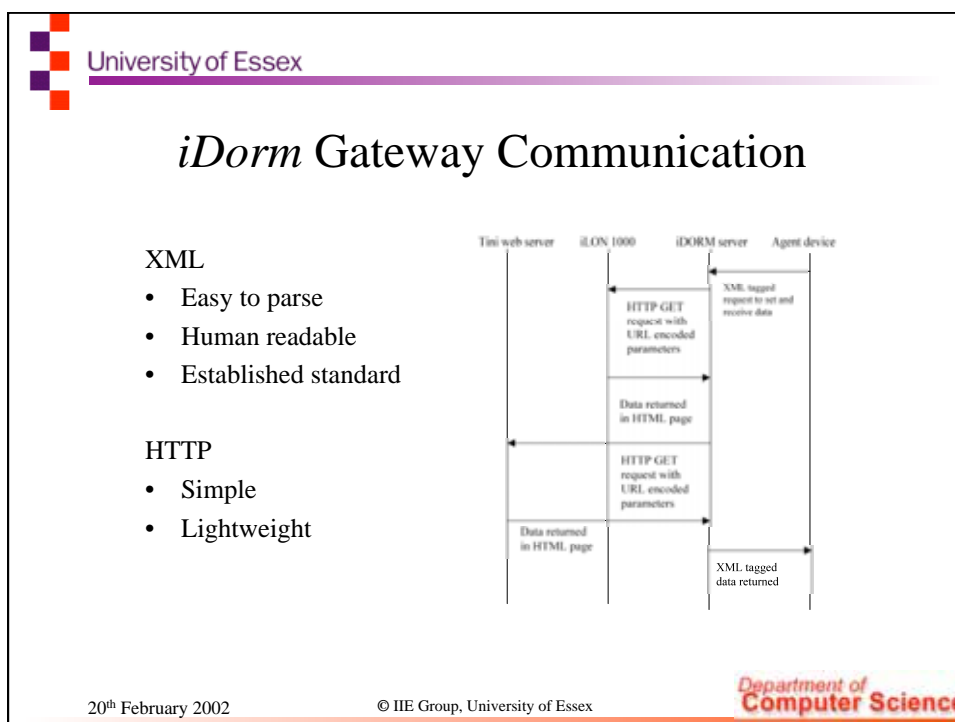 University of Essex
iDorm Gateway Communication
XML
• Easy to parse
• Human readable
• Established standard
HTTP
• Simple
• Lightweight
Tini web server iLON 1000 iDORM server Agent device
XML tagged
request to set and
receive data
HTTP GET
request with
URL encoded
parameters
Data returned
in HTML page
HTTP GET
request with
URL encoded
parameters
Data returned
in HTML page
XML tagged
data returned
20th February 2002
© IIE Group, University of Essex
Department of
Computer Science